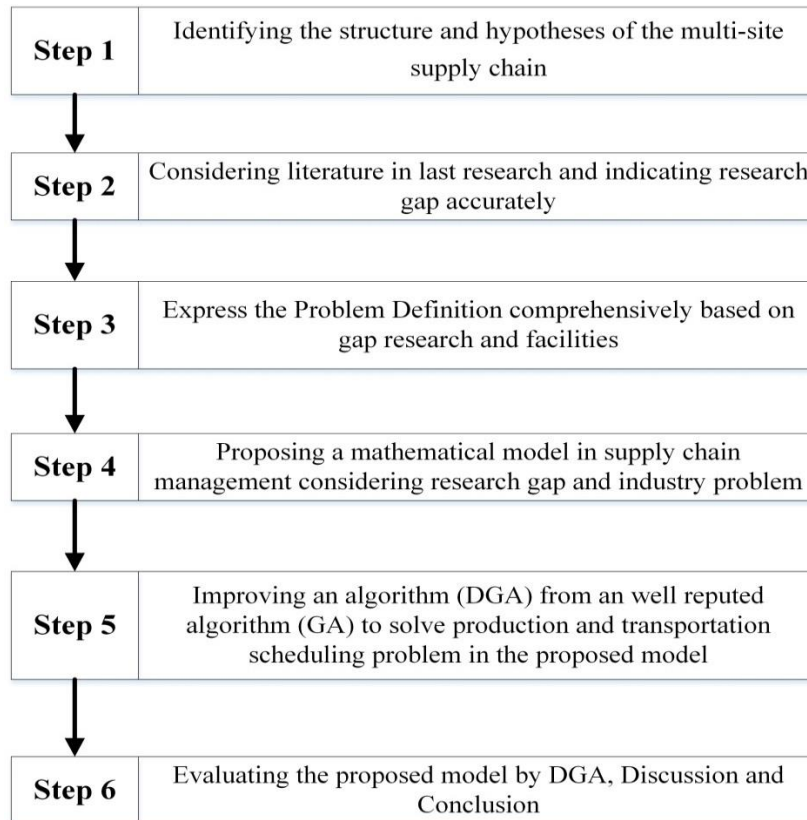 Step 1
Identifying the structure and hypotheses of the multi-site
supply chain
Step 2
Considering literature in last research and indicating research
gap accurately
Step 3
Express the Problem Definition comprehensively based on
gap research and facilities
Step 4
Proposing a mathematical model in supply chain
management considering research gap and industry problem
Step 5
Improving an algorithm (DGA) from an well reputed
algorithm (GA) to solve production and transportation
scheduling problem in the proposed model
Step 6
Evaluating the proposed model by DGA, Discussion and
Conclusion